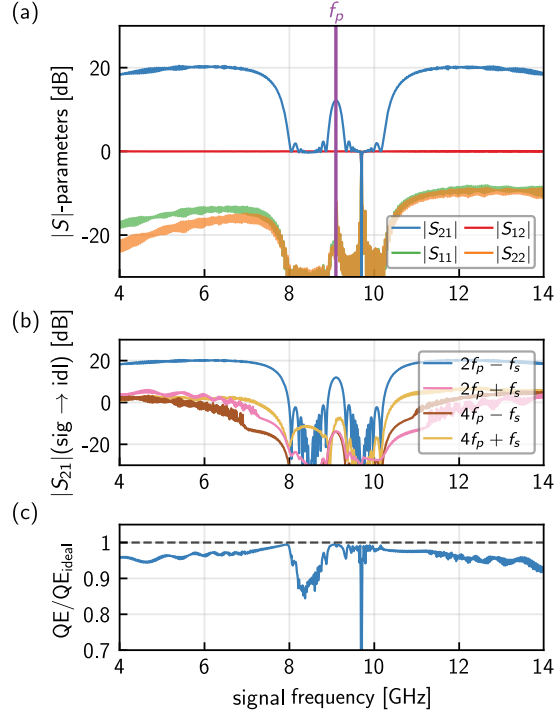 (a)
f_p
|S|-parameters [dB]
20
0
-20
|S₂₁| |S₁₂|
|S₁₁| |S₂₂|
4 6 8 10 12 14
(b)
|S₂₁|(sig → idl) [dB]
20
0
-20
2f_p − f_s
2f_p + f_s
4f_p − f_s
4f_p + f_s
4 6 8 10 12 14
(c)
QE/QE_ideal
1
0.9
0.8
0.7
4 6 8 10 12 14
signal frequency [GHz]